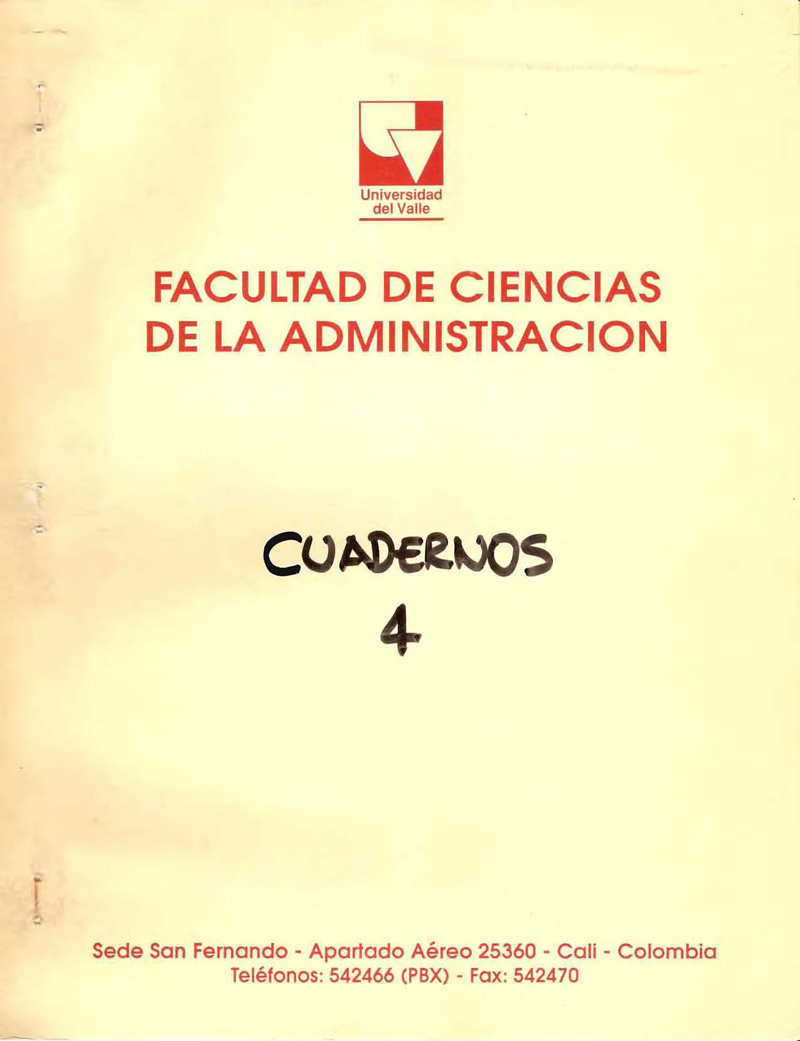 Universidad
del Valle
FACULTAD DE CIENCIAS
DE LA ADMINISTRACION
CUADERNOS
4
Sede San Fernando - Apartado Aéreo 25360 - Cali - Colombia
Teléfonos: 542466 (PBX) - Fax: 542470